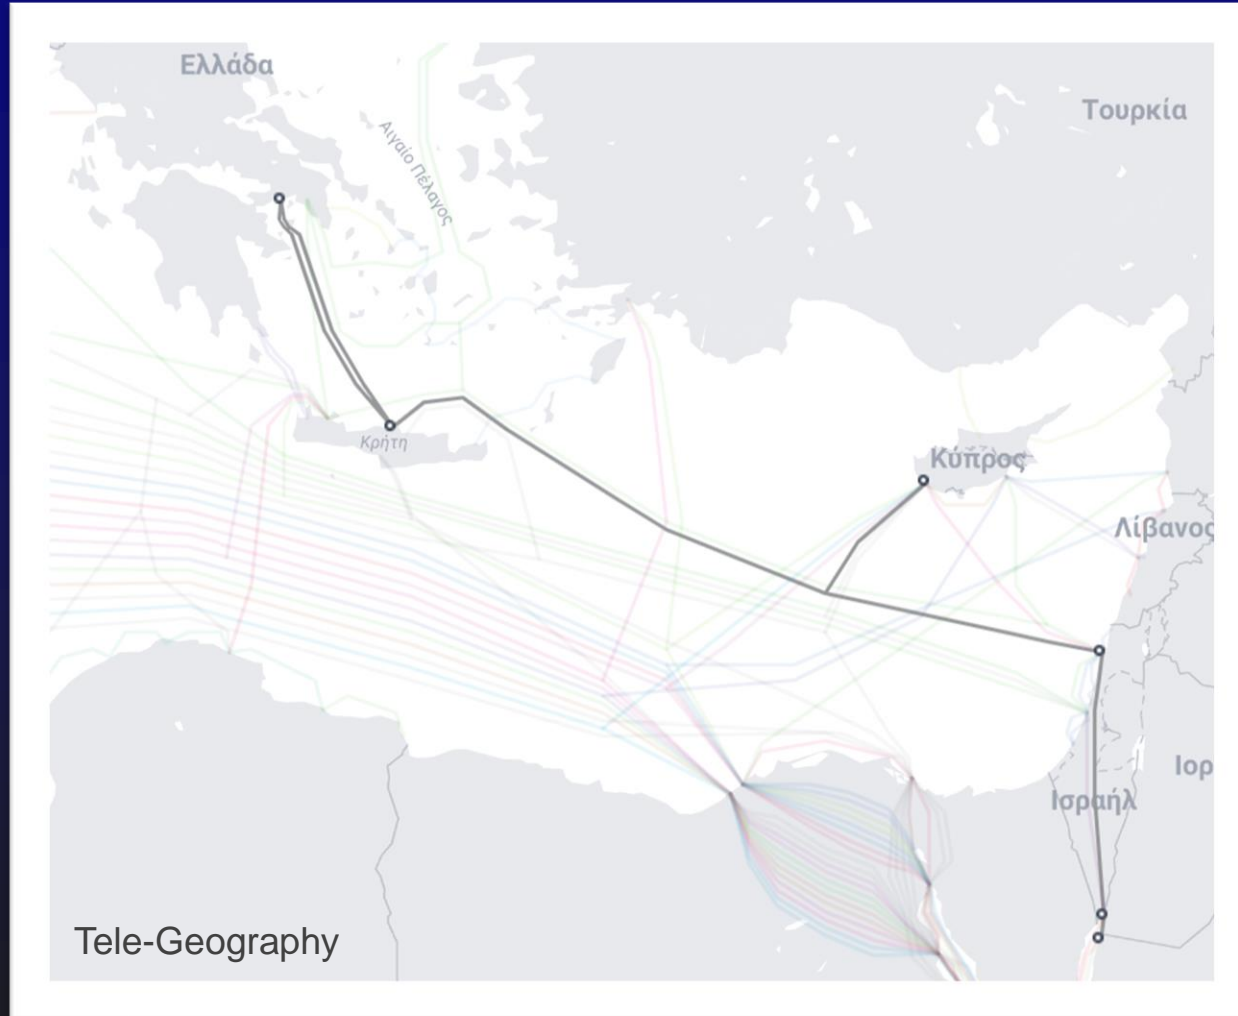 Ελλάδα
Τουρκία
Αιγαίο Πέλαγος
Κρήτη
Κύπρος
Λίβανος
Ιορ
Ισραήλ
Tele-Geography